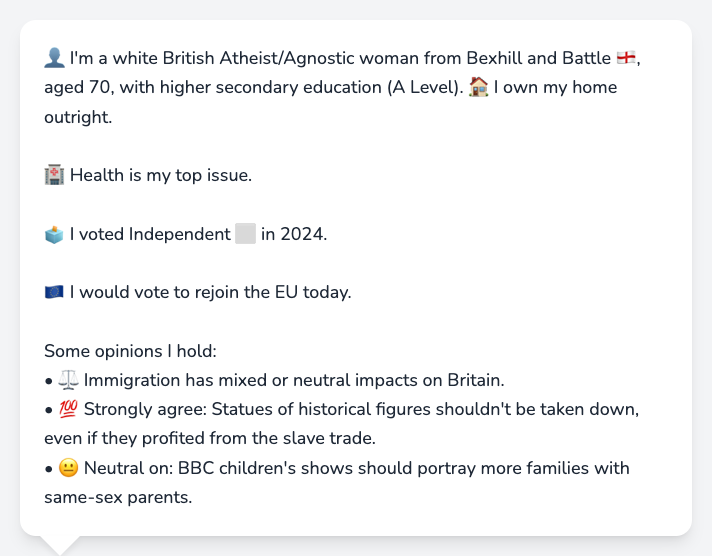 👤 I'm a white British Atheist/Agnostic woman from Bexhill and Battle 🏴󠁧󠁢󠁥󠁮󠁧󠁿,
aged 70, with higher secondary education (A Level). 🏠 I own my home
outright.
🏥 Health is my top issue.
🗳️ I voted Independent ⬜ in 2024.
🇪🇺 I would vote to rejoin the EU today.
Some opinions I hold:
• ⚖️ Immigration has mixed or neutral impacts on Britain.
• 💯 Strongly agree: Statues of historical figures shouldn't be taken down,
even if they profited from the slave trade.
• 😐 Neutral on: BBC children's shows should portray more families with
same-sex parents.